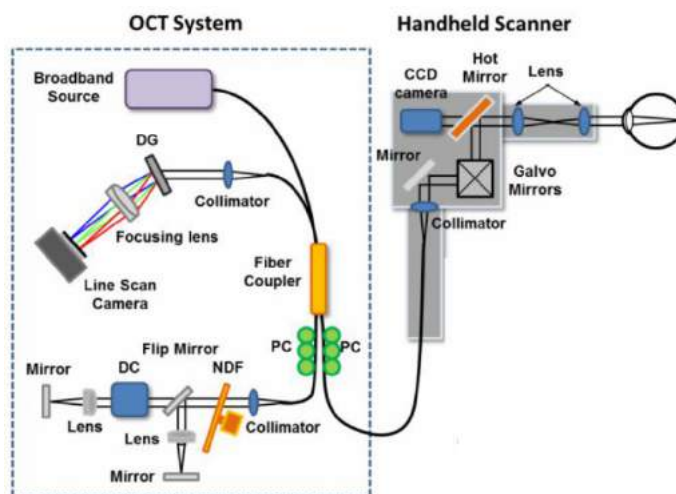 OCT System
Handheld Scanner
Broadband
Source
CCD
camera
Hot
Mirror
Lens
DG
Mirror
Galvo
Mirrors
Collimator
Collimator
Focusing lens
Line Scan
Camera
Fiber
Coupler
PC
PC
Flip Mirror
Mirror
DC
NDF
Lens
Lens
Collimator
Mirror